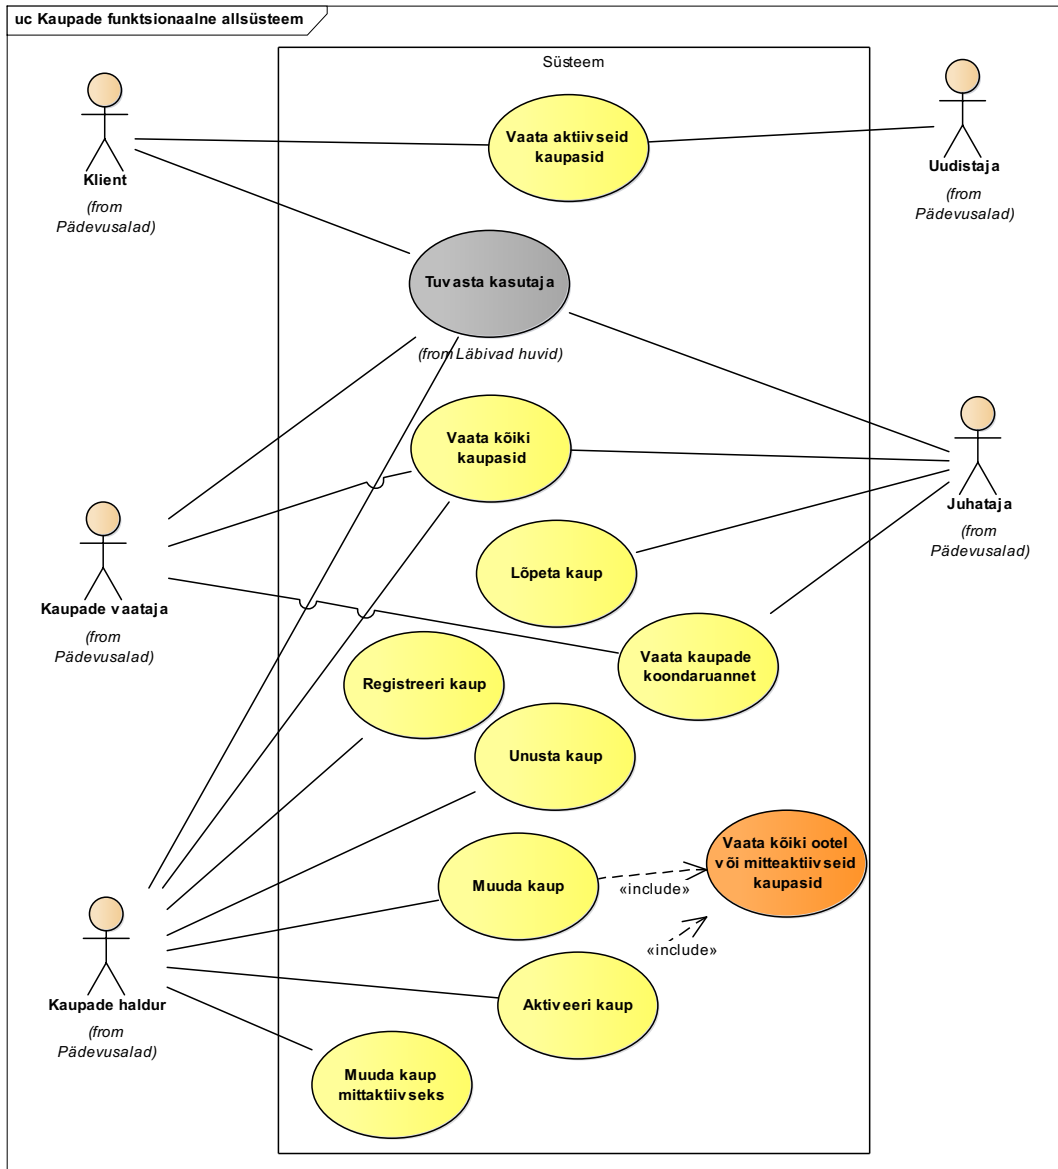 uc Kaupade funktsionaalne allsüsteem
Süsteem
Klient
(from
Pädevusalad)
Vaata aktiivseid
kaupasid
Uudistaja
(from
Pädevusalad)
Tuvasta kasutaja
(from Läbivad huvid)
Vaata kõiki
kaupasid
Juhataja
(from
Pädevusalad)
Kaupade vaataja
(from
Pädevusalad)
Lõpeta kaup
Vaata kaupade
koondaruannet
Registreeri kaup
Unusta kaup
Vaata kõiki ootel
või mitteaktiivseid
kaupasid
Muuda kaup
«include»
«include»
Kaupade haldur
(from
Pädevusalad)
Aktiveeri kaup
Muuda kaup
mittaktiivseks